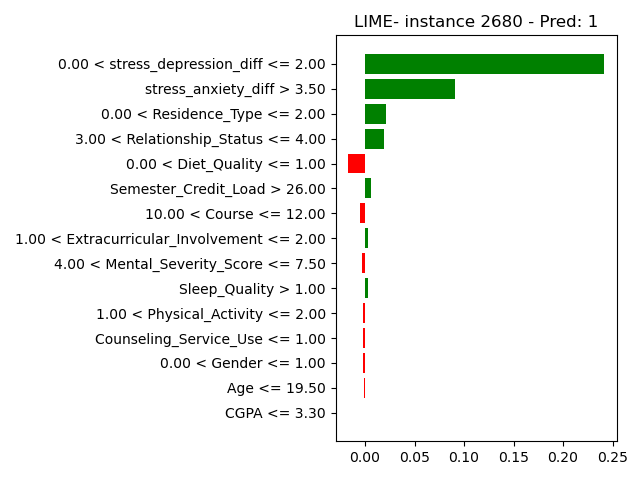 LIME- instance 2680 - Pred: 1
0.00 < stress_depression_diff <= 2.00
stress_anxiety_diff > 3.50
0.00 < Residence_Type <= 2.00
3.00 < Relationship_Status <= 4.00
0.00 < Diet_Quality <= 1.00
Semester_Credit_Load > 26.00
10.00 < Course <= 12.00
1.00 < Extracurricular_Involvement <= 2.00
4.00 < Mental_Severity_Score <= 7.50
Sleep_Quality > 1.00
1.00 < Physical_Activity <= 2.00
Counseling_Service_Use <= 1.00
0.00 < Gender <= 1.00
Age <= 19.50
CGPA <= 3.30
0.00 0.05 0.10 0.15 0.20 0.25